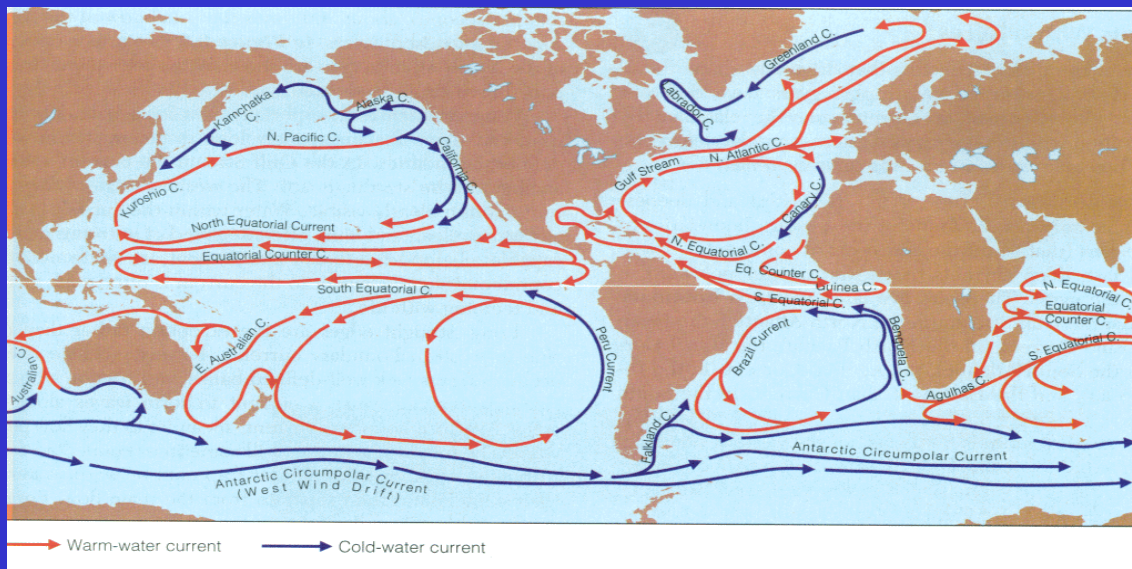 Greenland C.
Labrador C.
Kamchatka
C.
Alaska C.
N. Pacific C.
California C.
Gulf Stream
N. Atlantic C.
Kuroshio C.
Canary C.
North Equatorial Current
N. Equatorial C.
Equatorial Counter C.
Eq. Counter C.
Guinea C.
South Equatorial C.
S. Equatorial C.
N. Equatorial C.
Equatorial
Counter C.
S. Equatorial C.
E. Australian C.
Australian C.
Peru Current
Brazil Current
Benguela C.
Agulhas C.
Falkland C.
Antarctic Circumpolar Current
(West Wind Drift)
Antarctic Circumpolar Current
Warm-water current
Cold-water current